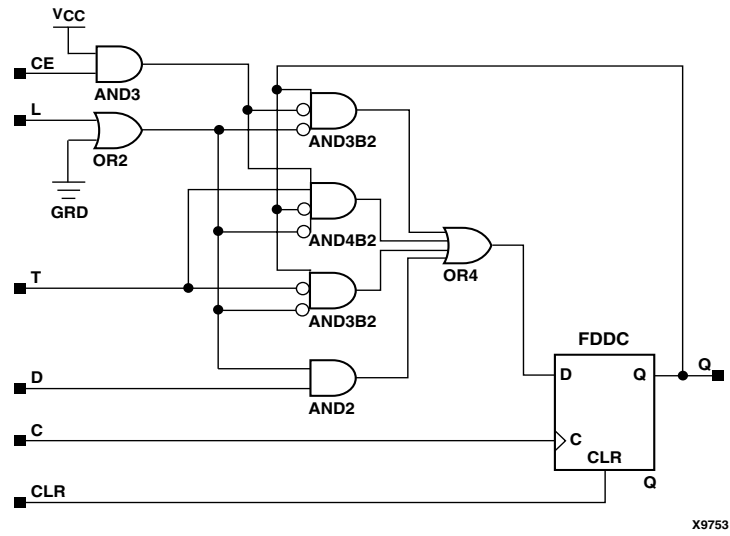 VCC
CE
AND3
L
OR2
GRD
AND3B2
AND4B2
OR4
T
AND3B2
FDDC
D
AND2
D
Q
Q
C
C
CLR
Q
CLR
X9753